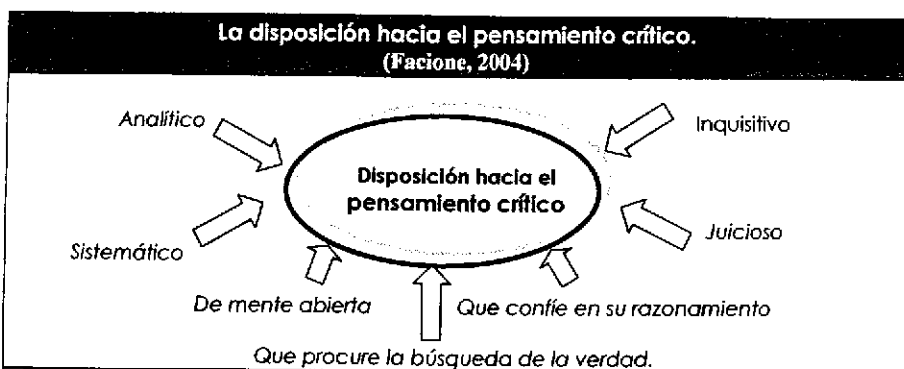 La disposición hacia el pensamiento crítico.
(Facione, 2004)
Analítico
Inquisitivo
Disposición hacia el
pensamiento crítico
Sistemático
Juicioso
De mente abierta
Que confíe en su razonamiento
Que procure la búsqueda de la verdad.